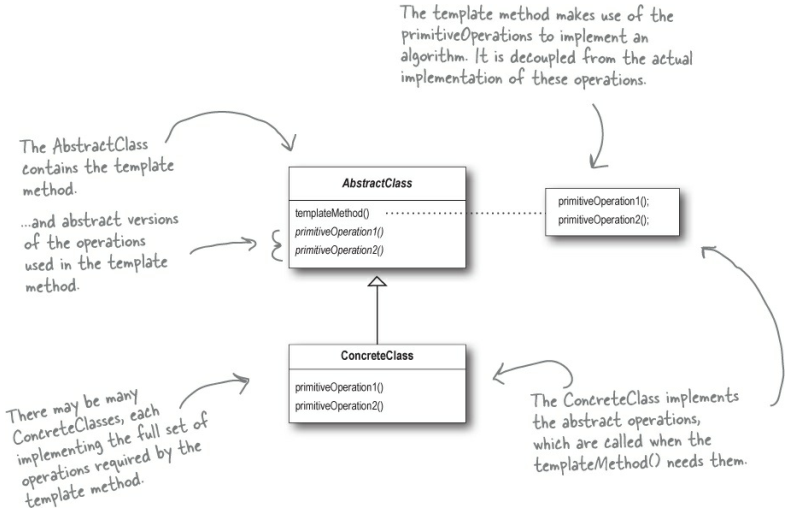 The template method makes use of the
primitiveOperations to implement an
algorithm. It is decoupled from the actual
implementation of these operations.
The AbstractClass
contains the template
method.
...and abstract versions
of the operations
used in the template
method.
AbstractClass
templateMethod()
primitiveOperation1()
primitiveOperation2()
primitiveOperation1();
primitiveOperation2();
ConcreteClass
primitiveOperation1()
primitiveOperation2()
There may be many
ConcreteClasses, each
implementing the full set of
operations required by the
template method.
The ConcreteClass implements
the abstract operations,
which are called when the
templateMethod() needs them.